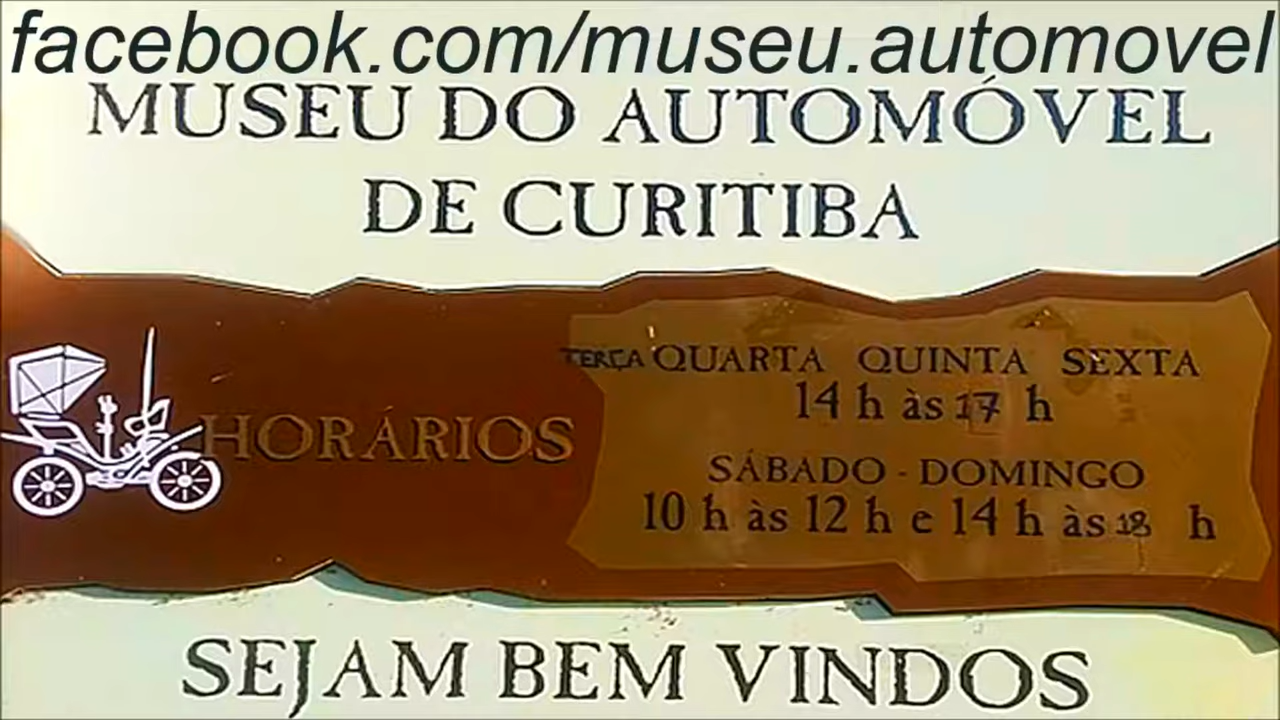 facebook.com/museu.automovel
MUSEU DO AUTOMÓVEL
DE CURITIBA
HORÁRIOS
TERÇA QUARTA QUINTA SEXTA
14 h às 17 h
SÁBADO - DOMINGO
10 h às 12 h e 14 h às 18 h
SEJAM BEM VINDOS